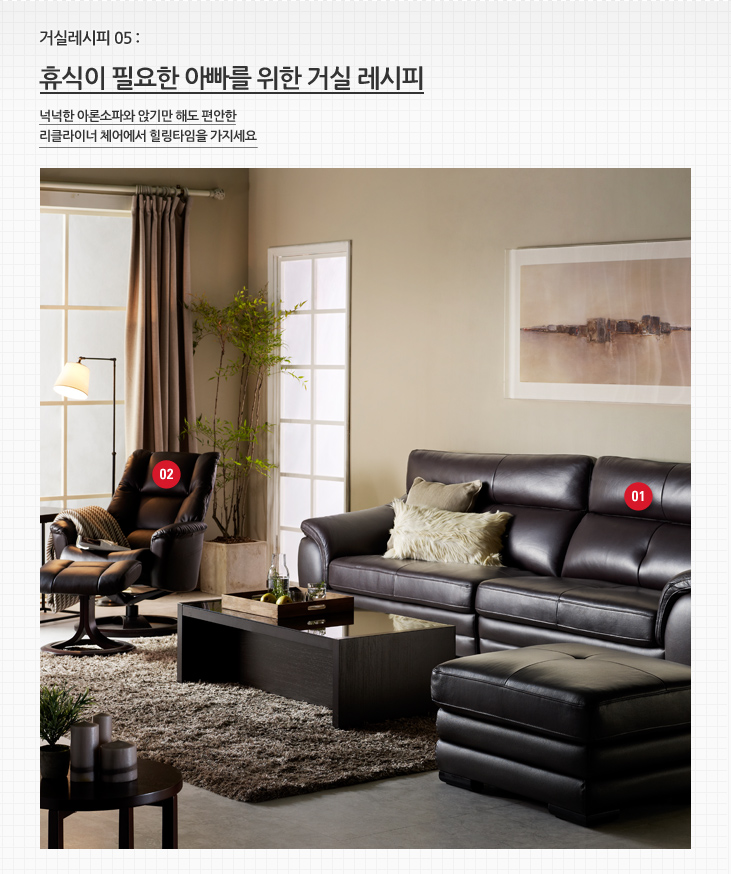 거실레시피 05 :
휴식이 필요한 아빠를 위한 거실 레시피
넉넉한 아론소파와 앉기만 해도 편안한
리클라이너 체어에서 힐링타임을 가지세요
02
01